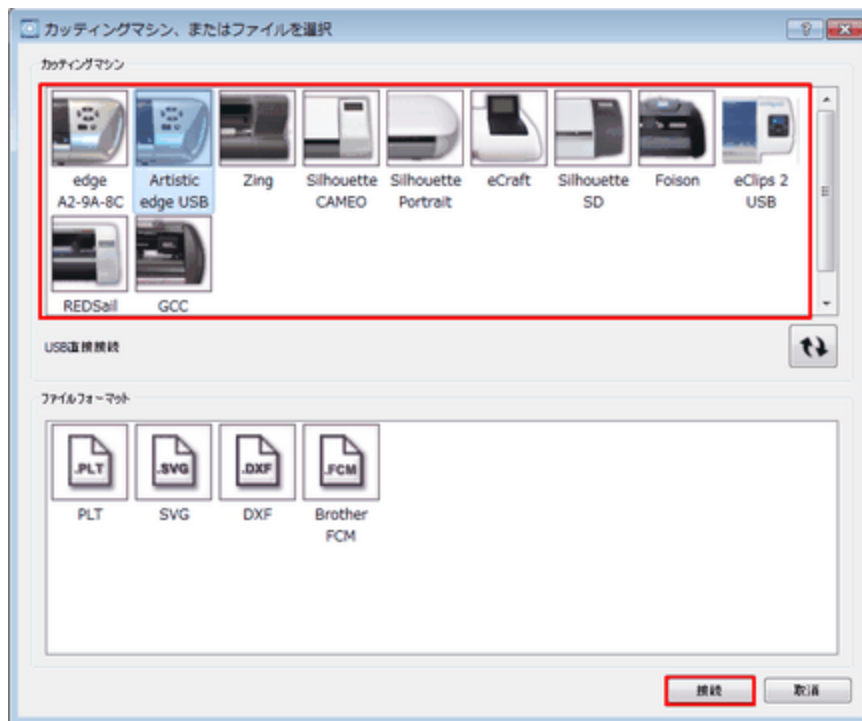 カッティングマシン、またはファイルを選択
カッティングマシン
edge
A2-9A-8C
Artistic
edge USB
Zing
Silhouette
CAMEO
Silhouette
Portrait
eCraft
Silhouette
SD
Foison
eClips 2
USB
REDSail
GCC
USB直接接続
ファイルフォーマット
.PLT
.SVG
.DXF
.FCM
PLT
SVG
DXF
Brother
FCM
接続
取消